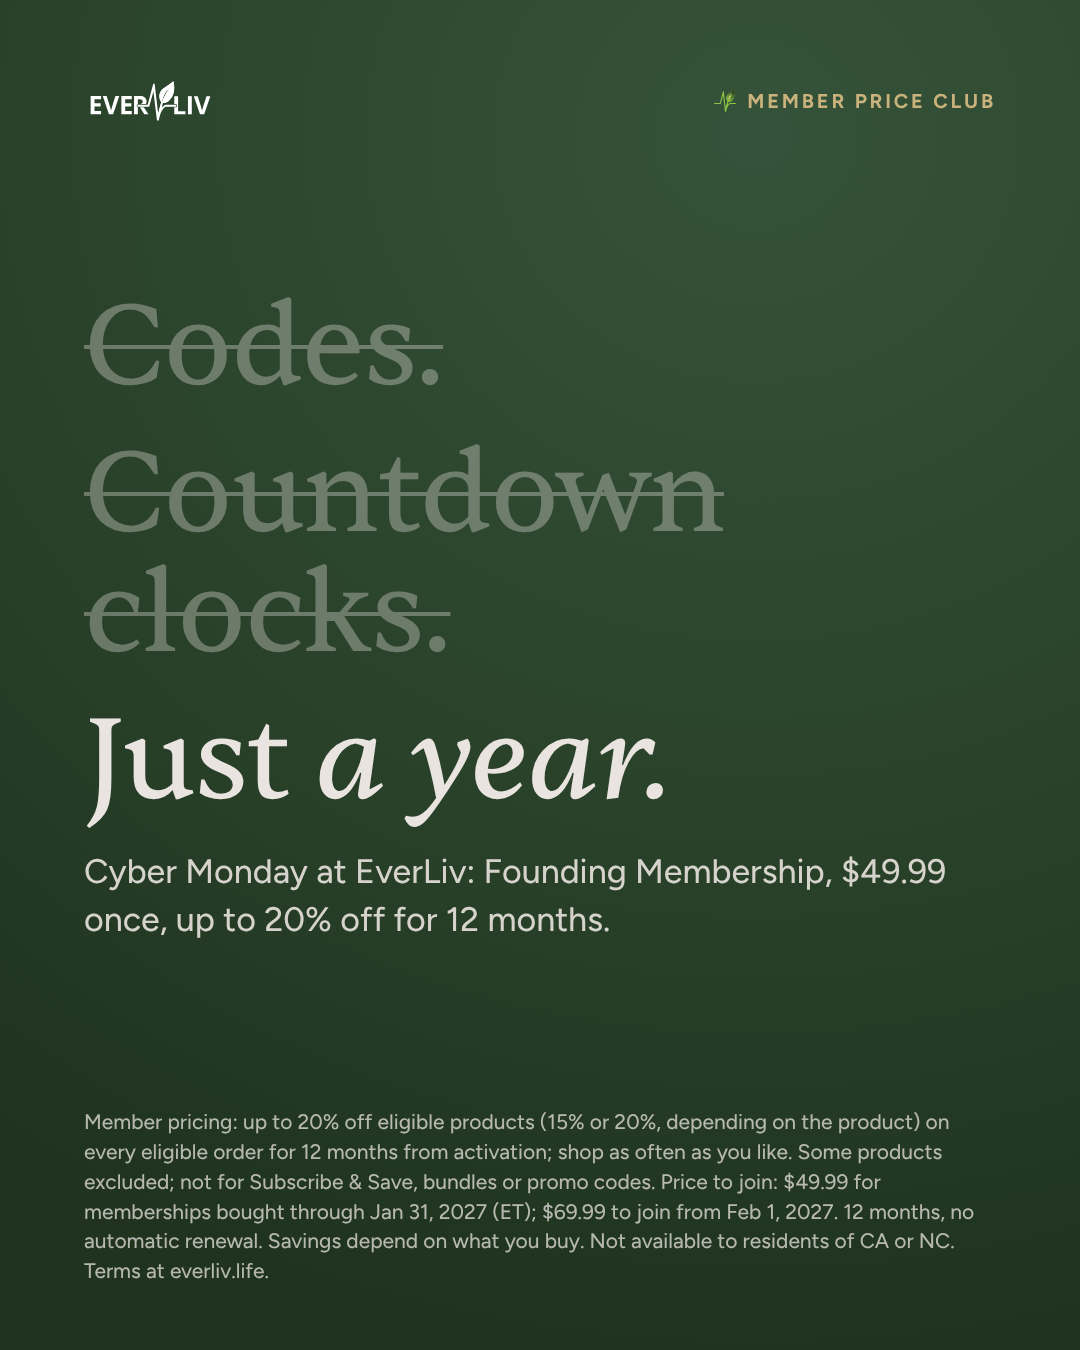 EVERLIV
MEMBER PRICE CLUB
Codes.
Countdown
clocks.
Just a year.
Cyber Monday at EverLiv: Founding Membership, $49.99
once, up to 20% off for 12 months.
Member pricing: up to 20% off eligible products (15% or 20%, depending on the product) on
every eligible order for 12 months from activation; shop as often as you like. Some products
excluded; not for Subscribe & Save, bundles or promo codes. Price to join: $49.99 for
memberships bought through Jan 31, 2027 (ET); $69.99 to join from Feb 1, 2027. 12 months, no
automatic renewal. Savings depend on what you buy. Not available to residents of CA or NC.
Terms at everliv.life.